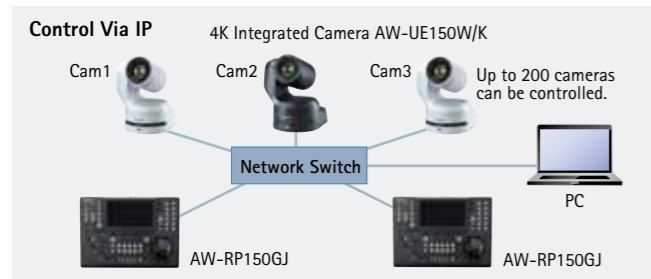 Control Via IP
4K Integrated Camera AW-UE150W/K
Cam1
Cam2
Cam3
Up to 200 cameras
can be controlled.
Network Switch
PC
AW-RP150GJ
AW-RP150GJ